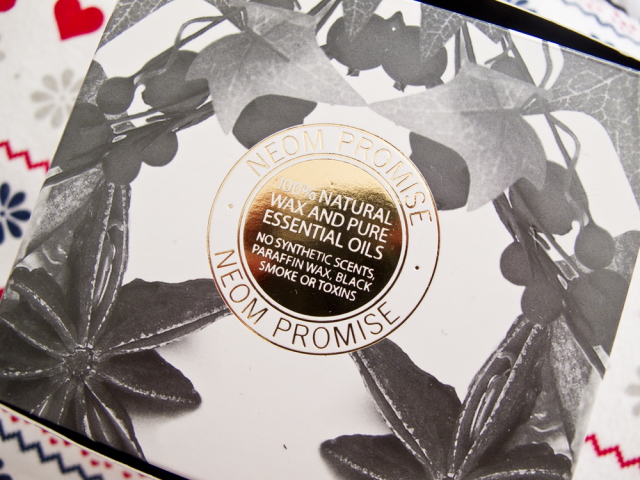 NEOM PROMISE
100% NATURAL
WAX AND PURE
ESSENTIAL OILS
NO SYNTHETIC SCENTS,
PARAFFIN WAX, BLACK
SMOKE OR TOXINS
NEOM PROMISE